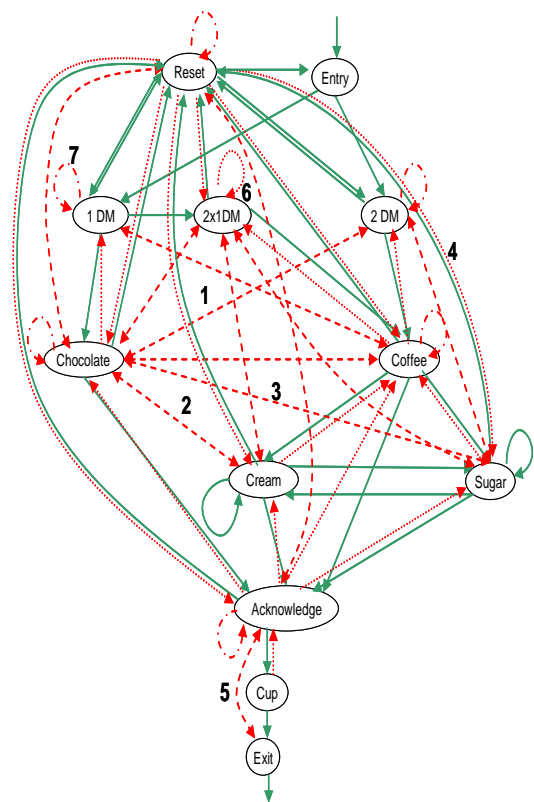 Reset
Entry
7
6
1 DM
2x1DM
2 DM
4
1
Chocolate
Coffee
2
3
Cream
Sugar
Acknowledge
5
Cup
Exit